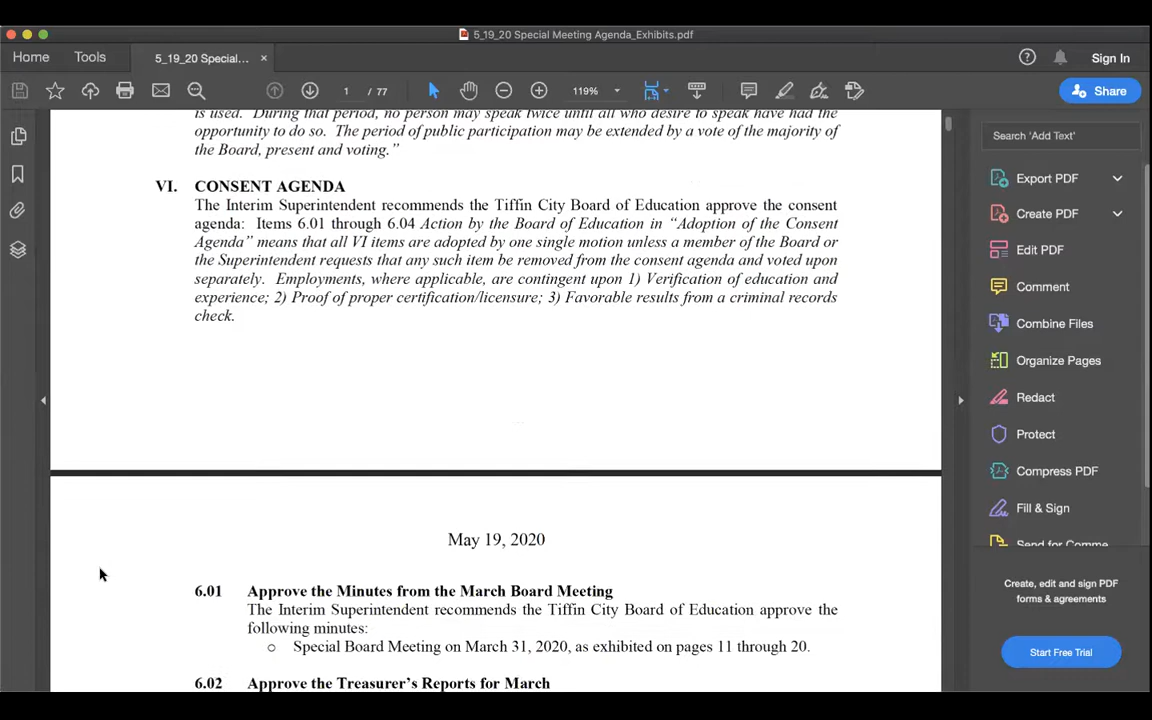 5_19_20 Special Meeting Agenda_Exhibits.pdf
Home Tools 5_19_20 Special... × Sign In
1 / 77 119% Share
is used. During that period, no person may speak twice until all who desire to speak have had the
opportunity to do so. The period of public participation may be extended by a vote of the majority of
the Board, present and voting.”
VI. CONSENT AGENDA
The Interim Superintendent recommends the Tiffin City Board of Education approve the consent
agenda: Items 6.01 through 6.04 Action by the Board of Education in “Adoption of the Consent
Agenda” means that all VI items are adopted by one single motion unless a member of the Board or
the Superintendent requests that any such item be removed from the consent agenda and voted upon
separately. Employments, where applicable, are contingent upon 1) Verification of education and
experience; 2) Proof of proper certification/licensure; 3) Favorable results from a criminal records
check.
May 19, 2020
6.01 Approve the Minutes from the March Board Meeting
The Interim Superintendent recommends the Tiffin City Board of Education approve the
following minutes:
o Special Board Meeting on March 31, 2020, as exhibited on pages 11 through 20.
6.02 Approve the Treasurer’s Reports for March
Search 'Add Text'
Export PDF
Create PDF
Edit PDF
Comment
Combine Files
Organize Pages
Redact
Protect
Compress PDF
Fill & Sign
Send for Comme
Create, edit and sign PDF
forms & agreements
Start Free Trial